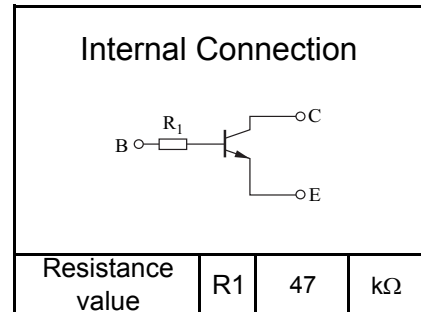 Internal Connection
R1
C
B
E
Resistance value R1 47 kΩ